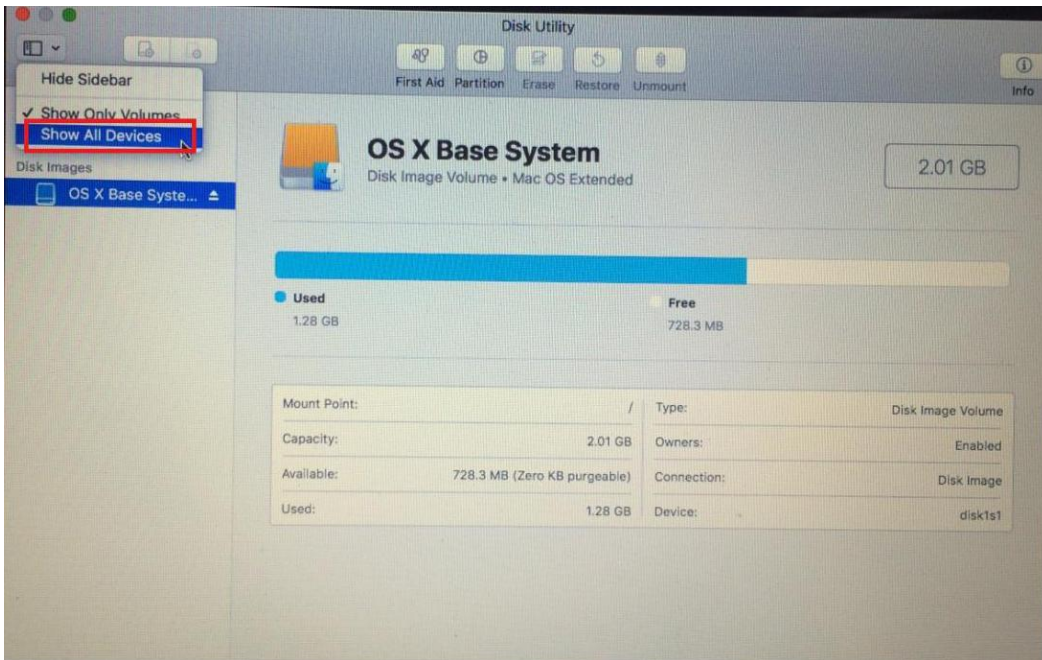 Disk Utility
Hide Sidebar
✓ Show Only Volumes
Show All Devices
First Aid Partition Erase Restore Unmount
Info
Disk Images
OS X Base Syste...
OS X Base System
Disk Image Volume • Mac OS Extended
2.01 GB
Used
1.28 GB
Free
728.3 MB
Mount Point: /
Type: Disk Image Volume
Capacity: 2.01 GB
Owners: Enabled
Available: 728.3 MB (Zero KB purgeable)
Connection: Disk Image
Used: 1.28 GB
Device: disk1s1